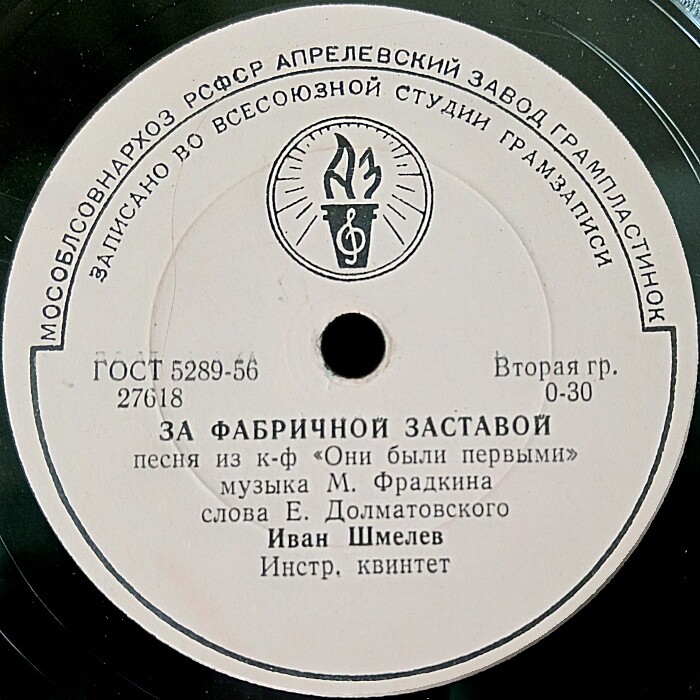 МОСОБЛСОВНАРХОЗ РСФСР АПРЕЛЕВСКИЙ ЗАВОД ГРАМПЛАСТИНОК
ЗАПИСАНО ВО ВСЕСОЮЗНОЙ СТУДИИ ГРАМЗАПИСИ
АЗ
ГОСТ 5289-56
Вторая гр.
27618
0-30
ЗА ФАБРИЧНОЙ ЗАСТАВОЙ
песня из к-ф «Они были первыми»
музыка М. Фрадкина
слова Е. Долматовского
Иван Шмелев
Инстр. квинтет